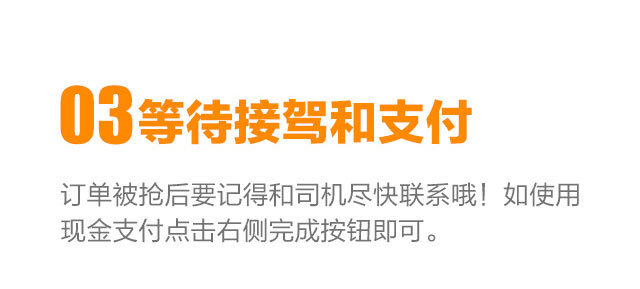 03等待接驾和支付
订单被抢后要记得和司机尽快联系哦！如使用
现金支付点击右侧完成按钮即可。